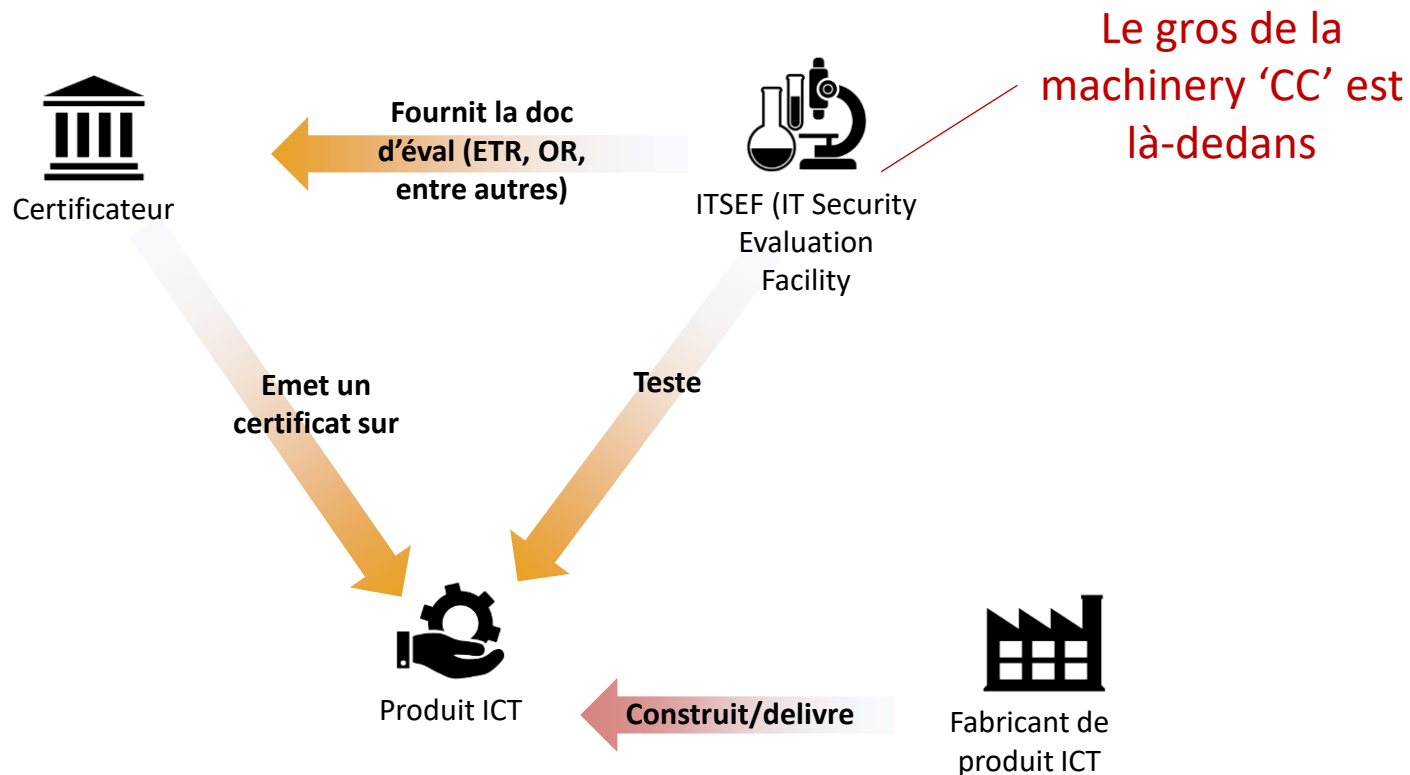 Le gros de la
machinery ‘CC’ est
là-dedans
Fournit la doc
d’éval (ETR, OR,
entre autres)
Certificateur
ITSEF (IT Security
Evaluation
Facility
Emet un
certificat sur
Teste
Produit ICT
Construit/delivre
Fabricant de
produit ICT